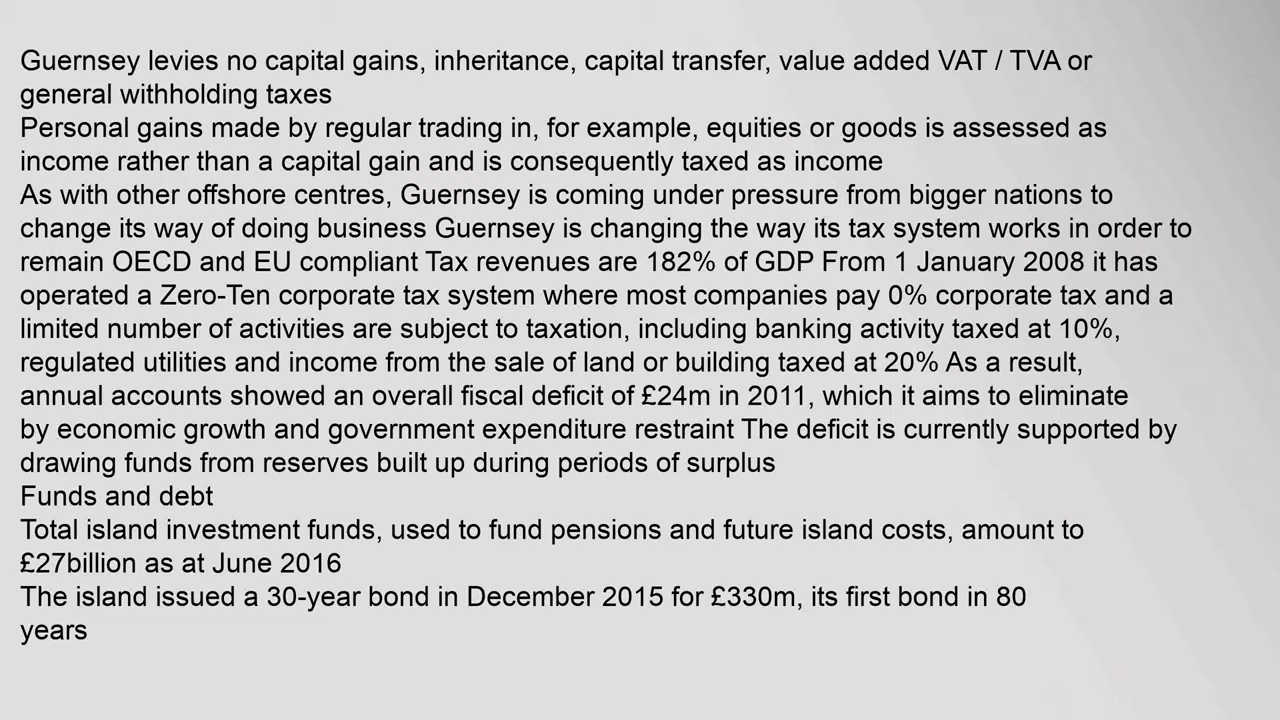 Guernsey levies no capital gains, inheritance, capital transfer, value added VAT / TVA or
general withholding taxes
Personal gains made by regular trading in, for example, equities or goods is assessed as
income rather than a capital gain and is consequently taxed as income
As with other offshore centres, Guernsey is coming under pressure from bigger nations to
change its way of doing business Guernsey is changing the way its tax system works in order to
remain OECD and EU compliant Tax revenues are 182% of GDP From 1 January 2008 it has
operated a Zero-Ten corporate tax system where most companies pay 0% corporate tax and a
limited number of activities are subject to taxation, including banking activity taxed at 10%,
regulated utilities and income from the sale of land or building taxed at 20% As a result,
annual accounts showed an overall fiscal deficit of £24m in 2011, which it aims to eliminate
by economic growth and government expenditure restraint The deficit is currently supported by
drawing funds from reserves built up during periods of surplus
Funds and debt
Total island investment funds, used to fund pensions and future island costs, amount to
£27billion as at June 2016
The island issued a 30-year bond in December 2015 for £330m, its first bond in 80
years